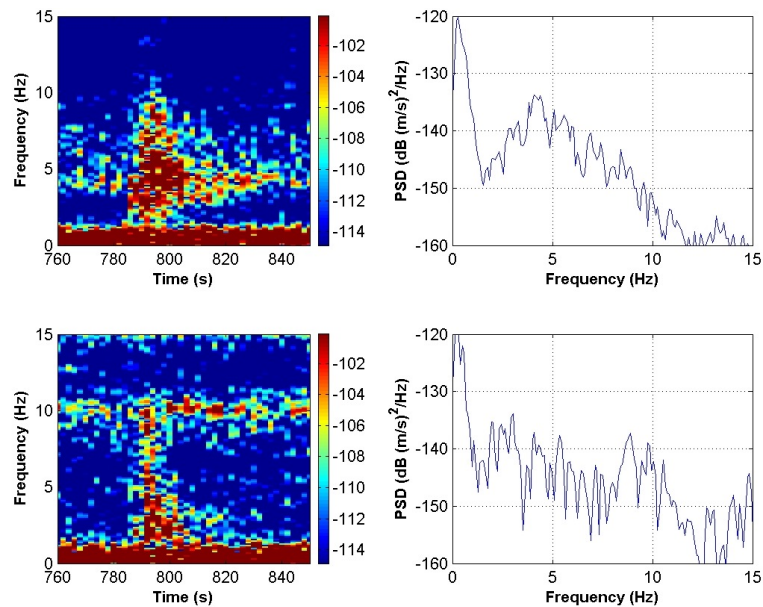 15
10
5
0
Frequency (Hz)
760 780 800 820 840
Time (s)
-102
-104
-106
-108
-110
-112
-114
-120
-130
-140
-150
-160
PSD (dB (m/s)²/Hz)
0 5 10 15
Frequency (Hz)
15
10
5
0
Frequency (Hz)
760 780 800 820 840
Time (s)
-102
-104
-106
-108
-110
-112
-114
-120
-130
-140
-150
-160
PSD (dB (m/s)²/Hz)
0 5 10 15
Frequency (Hz)